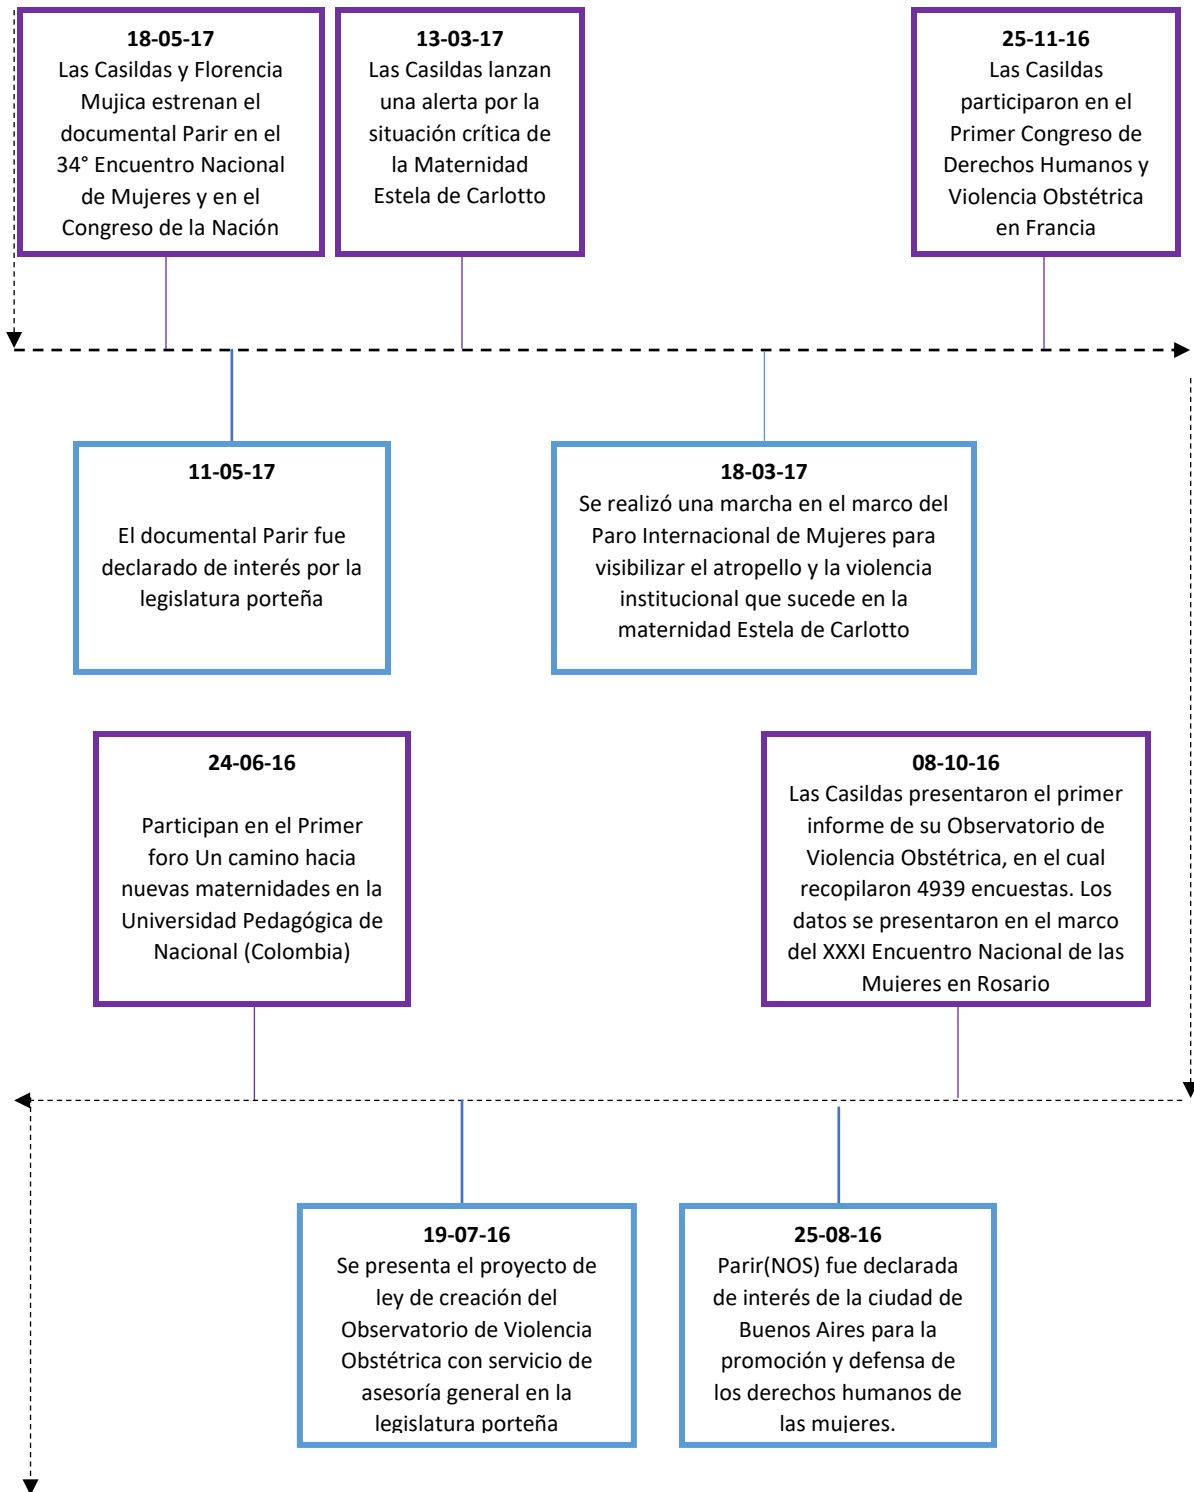 18-05-17
Las Casildas y Florencia
Mujica estrenan el
documental Parir en el
34° Encuentro Nacional
de Mujeres y en el
Congreso de la Nación
13-03-17
Las Casildas lanzan
una alerta por la
situación crítica de
la Maternidad
Estela de Carlotto
25-11-16
Las Casildas
participaron en el
Primer Congreso de
Derechos Humanos y
Violencia Obstétrica
en Francia
11-05-17
El documental Parir fue
declarado de interés por la
legislatura porteña
18-03-17
Se realizó una marcha en el marco del
Paro Internacional de Mujeres para
visibilizar el atropello y la violencia
institucional que sucede en la
maternidad Estela de Carlotto
24-06-16
Participan en el Primer
foro Un camino hacia
nuevas maternidades en la
Universidad Pedagógica de
Nacional (Colombia)
08-10-16
Las Casildas presentaron el primer
informe de su Observatorio de
Violencia Obstétrica, en el cual
recopilaron 4939 encuestas. Los
datos se presentaron en el marco
del XXXI Encuentro Nacional de las
Mujeres en Rosario
19-07-16
Se presenta el proyecto de
ley de creación del
Observatorio de Violencia
Obstétrica con servicio de
asesoría general en la
legislatura porteña
25-08-16
Parir(NOS) fue declarada
de interés de la ciudad de
Buenos Aires para la
promoción y defensa de
los derechos humanos de
las mujeres.